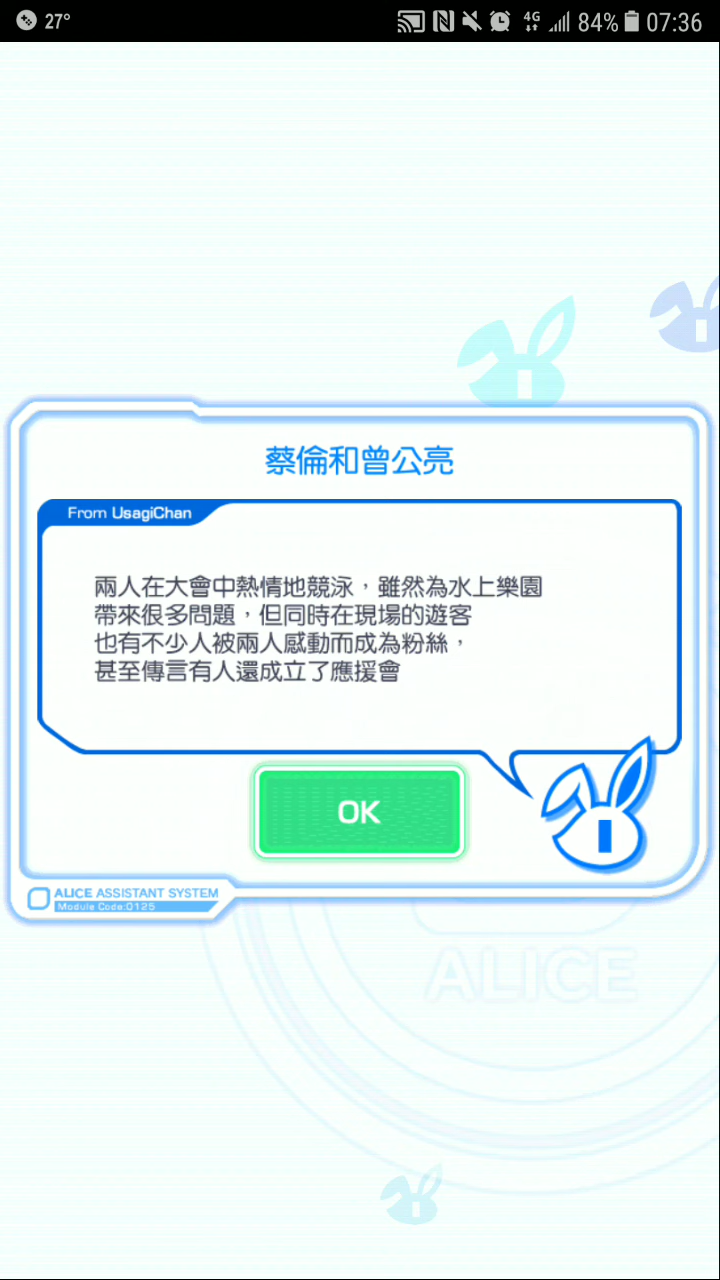 27°
4G 84% 07:36
蔡倫和曾公亮
From UsagiChan
兩人在大會中熱情地競泳，雖然為水上樂園
帶來很多問題，但同時在現場的遊客
也有不少人被兩人感動而成為粉絲，
甚至傳言有人還成立了應援會
OK
ALICE ASSISTANT SYSTEM
Module Code:0125
ALICE